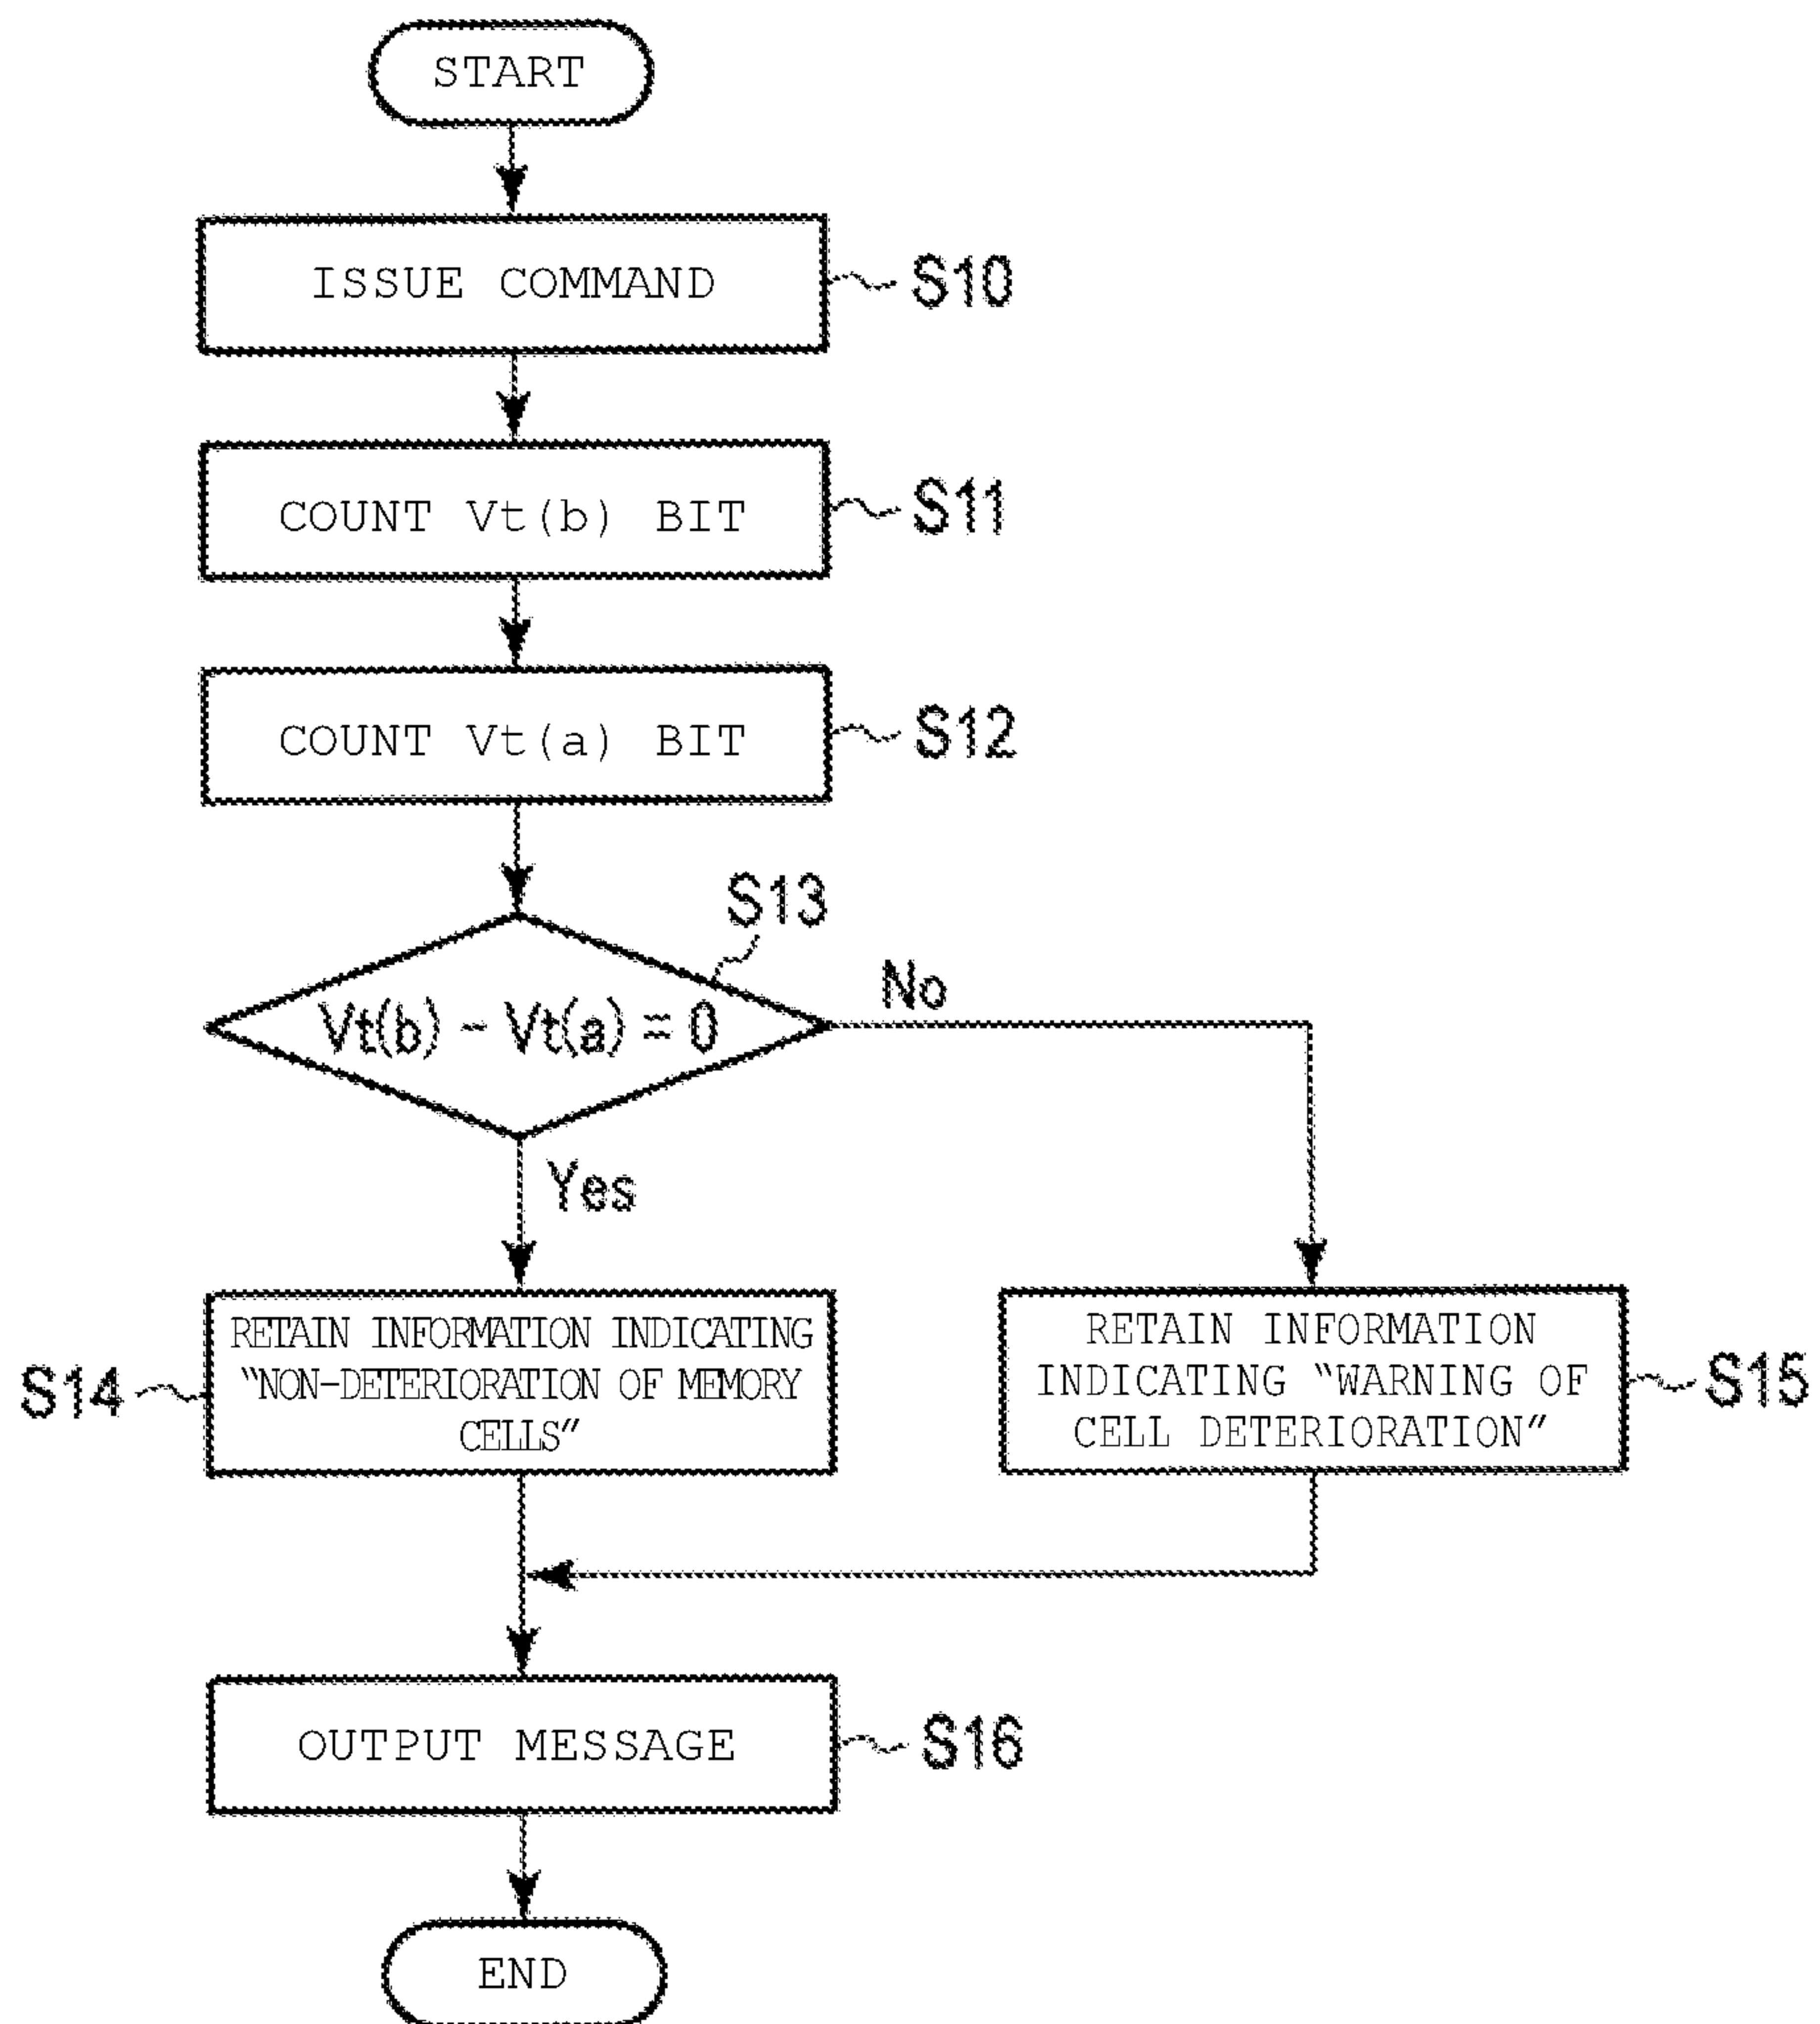 START
ISSUE COMMAND
S10
COUNT Vt(b) BIT
S11
COUNT Vt(a) BIT
S12
S13
Vt(b) - Vt(a) = 0
No
Yes
RETAIN INFORMATION INDICATING
“NON-DETERIORATION OF MEMORY
CELLS”
S14
RETAIN INFORMATION
INDICATING “WARNING OF
CELL DETERIORATION”
S15
OUTPUT MESSAGE
S16
END